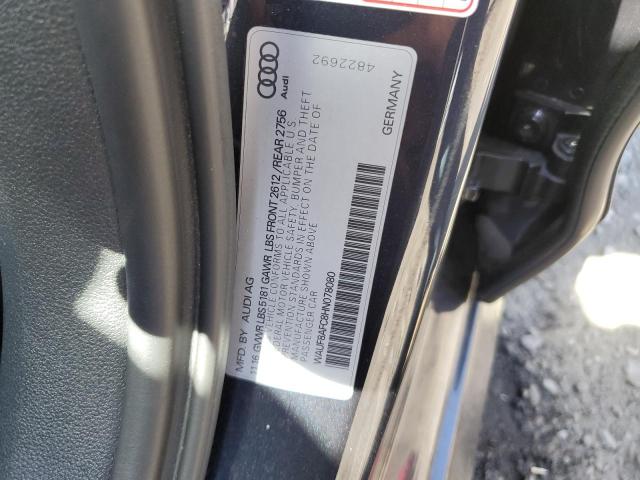 MFD. BY AUDI AG
11.16 GVWR LBS 5181 GAWR LBS FRONT 2612 / REAR 2756
VEHICLE CONFORMS TO ALL APPLICABLE U S
FEDERAL MOTOR VEHICLE SAFETY, BUMPER AND THEFT
PREVENTION STANDARDS IN EFFECT ON THE DATE OF
MANUFACTURE SHOWN ABOVE
PASSENGER CAR
WAUF8AFC8HN078080
Audi
4822692
GERMANY